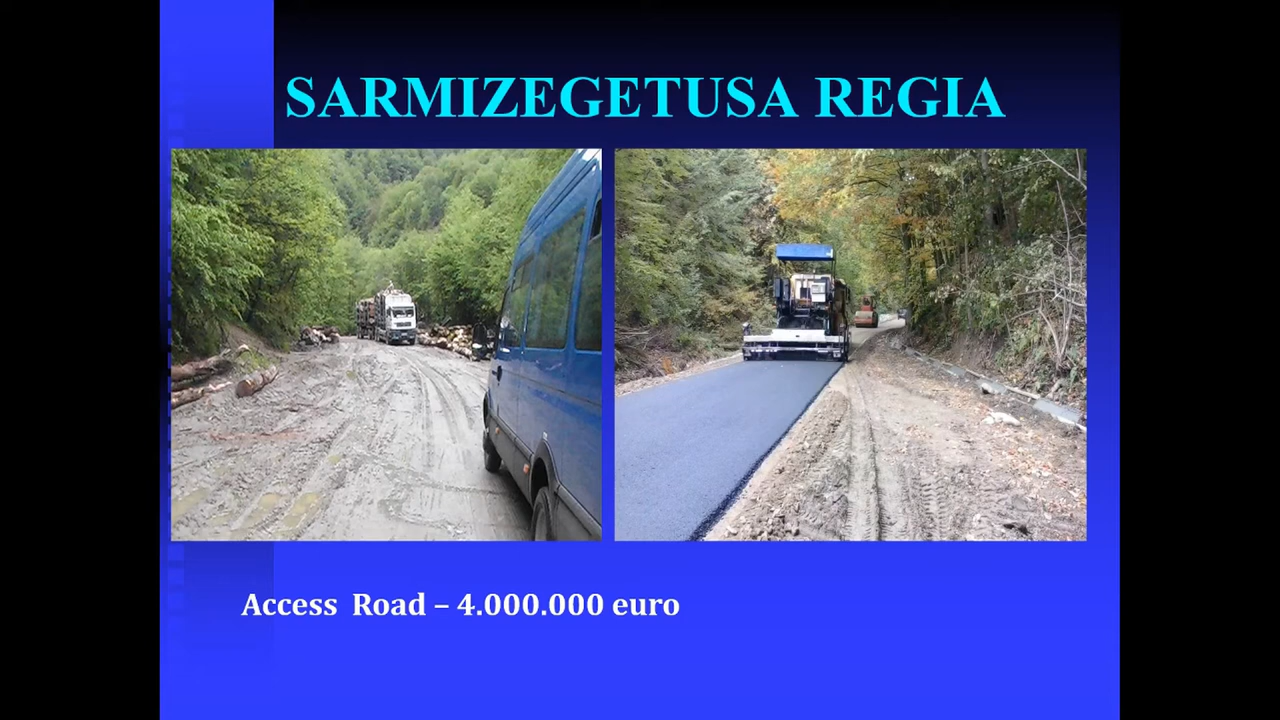 SARMIZEGETUSA REGIA
Access Road – 4.000.000 euro